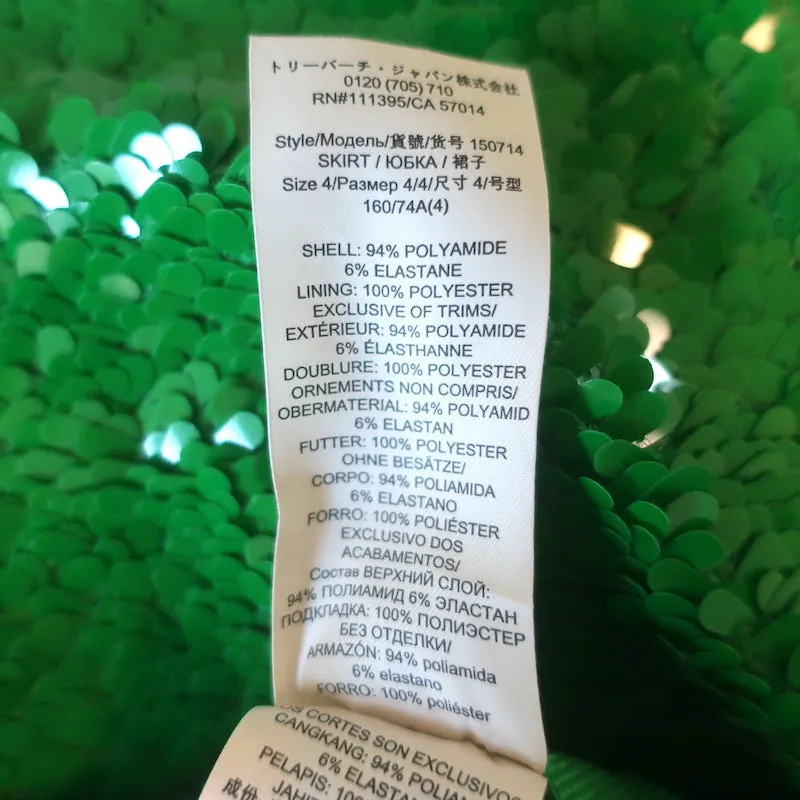 トリーバーチ・ジャパン株式会社
0120 (705) 710
RN#111395/CA 57014
Style/Модель/貨號/货号 150714
SKIRT / ЮБКА / 裙子
Size 4/Размер 4/4/尺寸 4/号型
160/74A(4)
SHELL: 94% POLYAMIDE
6% ELASTANE
LINING: 100% POLYESTER
EXCLUSIVE OF TRIMS/
EXTÉRIEUR: 94% POLYAMIDE
6% ÉLASTHANNE
DOUBLURE: 100% POLYESTER
ORNEMENTS NON COMPRIS/
OBERMATERIAL: 94% POLYAMID
6% ELASTAN
FUTTER: 100% POLYESTER
OHNE BESÄTZE/
CORPO: 94% POLIAMIDA
6% ELASTANO
FORRO: 100% POLIÉSTER
EXCLUSIVO DOS
ACABAMENTOS/
Состав ВЕРХНИЙ СЛОЙ:
94% ПОЛИАМИД 6% ЭЛАСТАН
ПОДКЛАДКА: 100% ПОЛИЭСТЕР
БЕЗ ОТДЕЛКИ/
ARMAZÓN: 94% poliamida
6% elastano
FORRO: 100% poliéster
CORTES SON EXCLUSIVOS
CANGKANG: 94%
6%
PELAPIS: